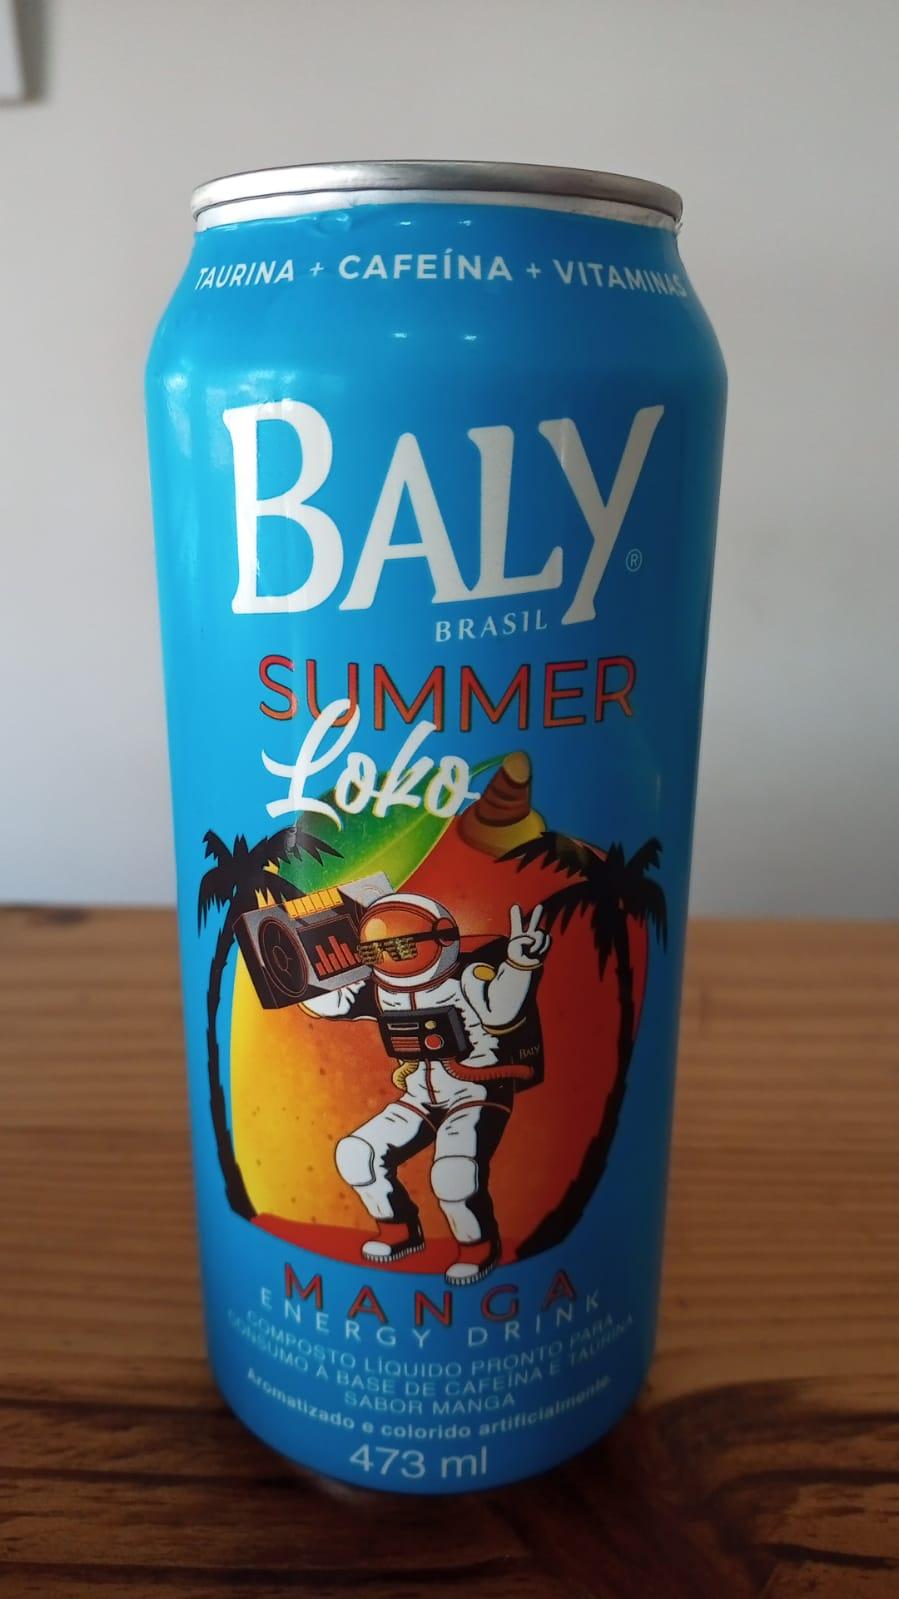 TAURINA + CAFEÍNA + VITAMINAS
BALY®
BRASIL
SUMMER
Loko
BALY
MANGA
ENERGY DRINK
COMPOSTO LÍQUIDO PRONTO PARA
CONSUMO À BASE DE CAFEÍNA E TAURINA
SABOR MANGA
Aromatizado e colorido artificialmente
473 ml